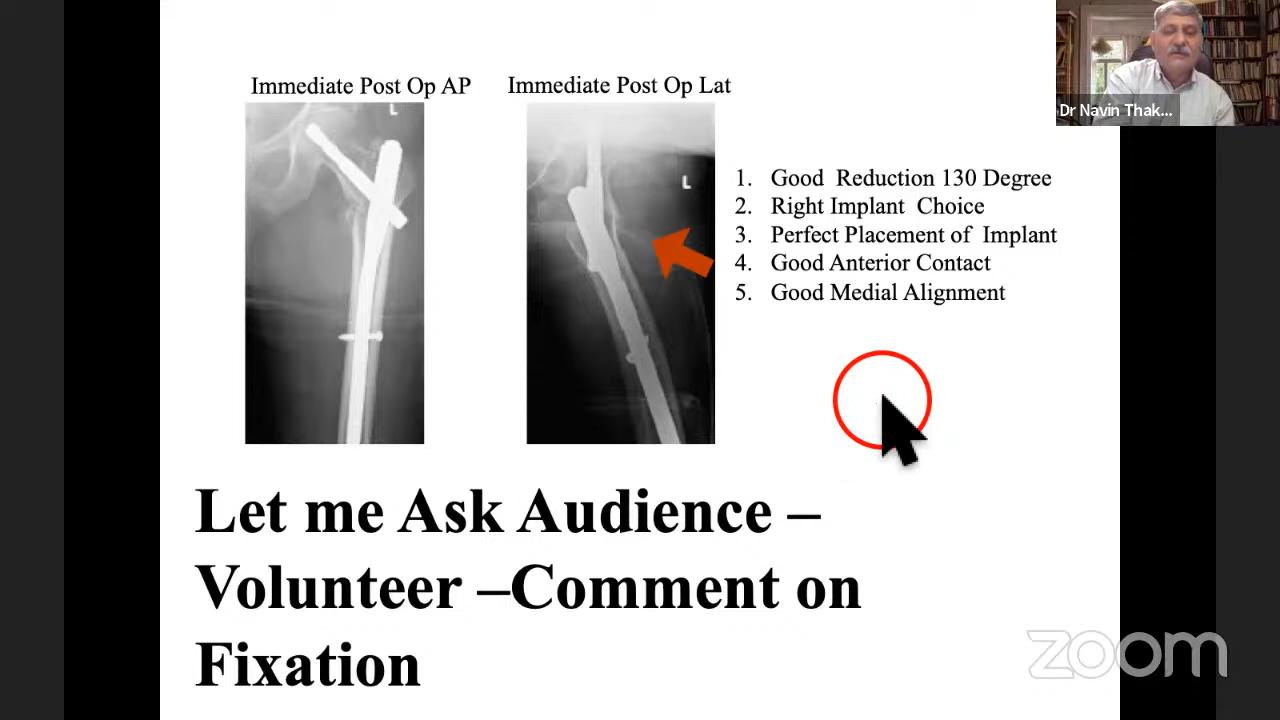 Immediate Post Op AP
Immediate Post Op Lat
L
L
Dr Navin Thak...
1. Good Reduction 130 Degree
2. Right Implant Choice
3. Perfect Placement of Implant
4. Good Anterior Contact
5. Good Medial Alignment
Let me Ask Audience –
Volunteer –Comment on
Fixation
zoom